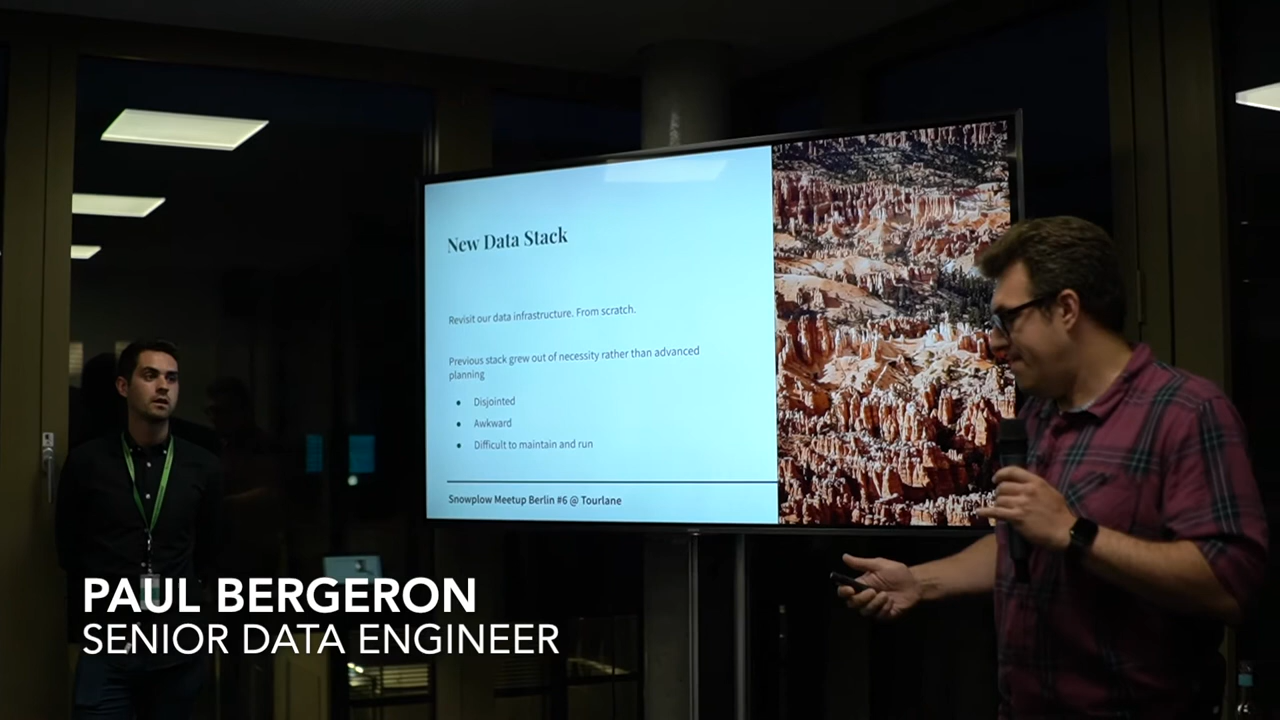 New Data Stack
Revisit our data infrastructure. From scratch.
Previous stack grew out of necessity rather than advanced
planning
● Disjointed
● Awkward
● Difficult to maintain and run
Snowplow Meetup Berlin #6 @ Tourlane
PAUL BERGERON
SENIOR DATA ENGINEER